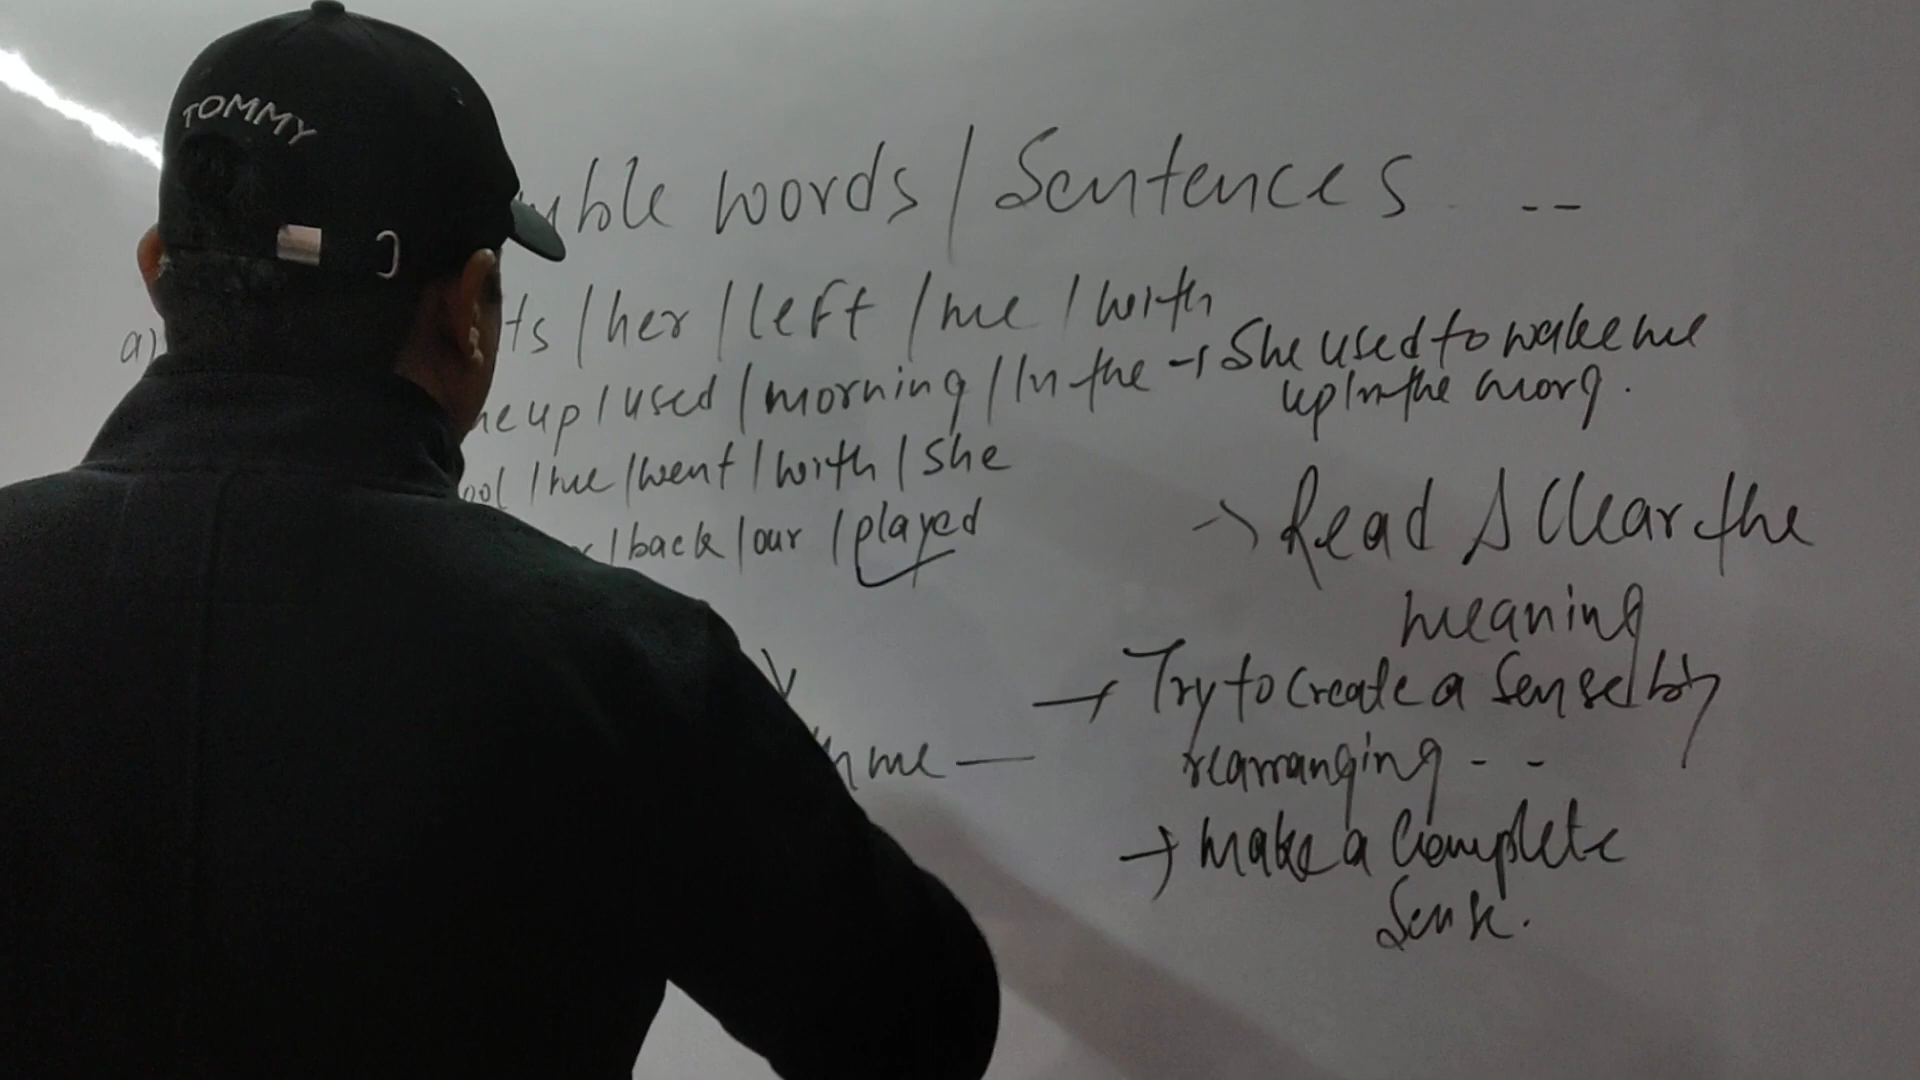 TOMMY
words / Sentences --
a) ts / her / left / me / with
up / used / morning / In the → She used to wake me
up in the morg.
ool / me / went / with / she
/ back / our / played
→ Read & Clear the
meaning
→ Try to create a sense by
rearranging - -
me —
→ make a Complete
Sense.